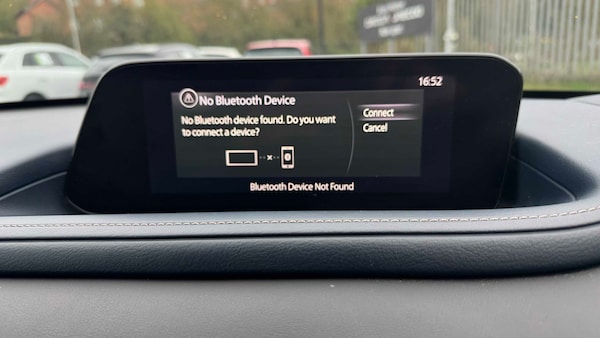 16:52
No Bluetooth Device
No Bluetooth device found. Do you want
to connect a device?
Connect
Cancel
Bluetooth Device Not Found